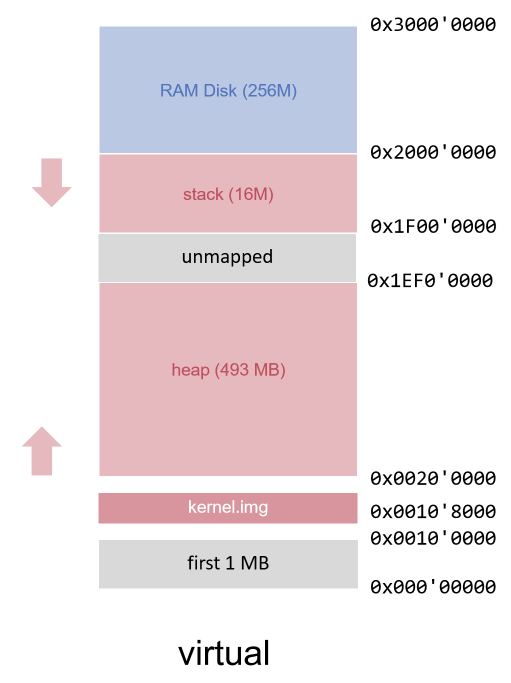 0x3000'0000
RAM Disk (256M)
0x2000'0000
stack (16M)
0x1F00'0000
unmapped
0x1EF0'0000
heap (493 MB)
0x0020'0000
kernel.img
0x0010'8000
0x0010'0000
first 1 MB
0x000'00000
virtual